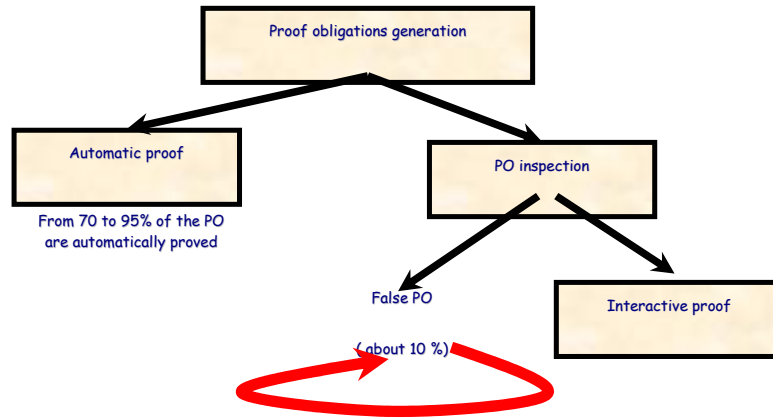 Proof obligations generation
Automatic proof
PO inspection
From 70 to 95% of the PO
are automatically proved
False PO
Interactive proof
( about 10 %)